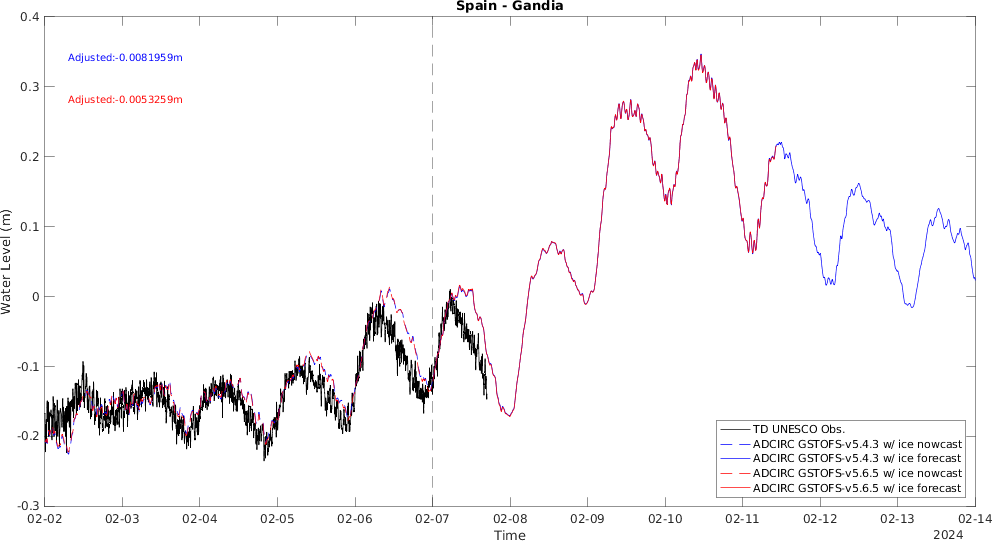 Spain - Gandia
Adjusted:-0.0081959m
Adjusted:-0.0053259m
Water Level (m)
0.4
0.3
0.2
0.1
0
-0.1
-0.2
-0.3
TD UNESCO Obs.
ADCIRC GSTOFS-v5.4.3 w/ ice nowcast
ADCIRC GSTOFS-v5.4.3 w/ ice forecast
ADCIRC GSTOFS-v5.6.5 w/ ice nowcast
ADCIRC GSTOFS-v5.6.5 w/ ice forecast
02-02 02-03 02-04 02-05 02-06 02-07 02-08 02-09 02-10 02-11 02-12 02-13 02-14
Time
2024